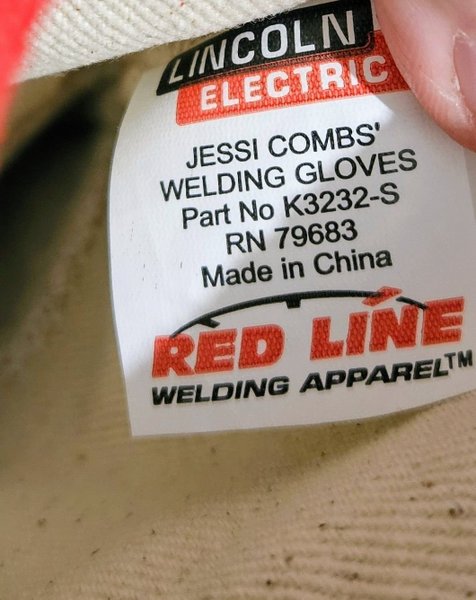 LINCOLN
ELECTRIC
JESSI COMBS'
WELDING GLOVES
Part No K3232-S
RN 79683
Made in China
RED LINE
WELDING APPAREL™